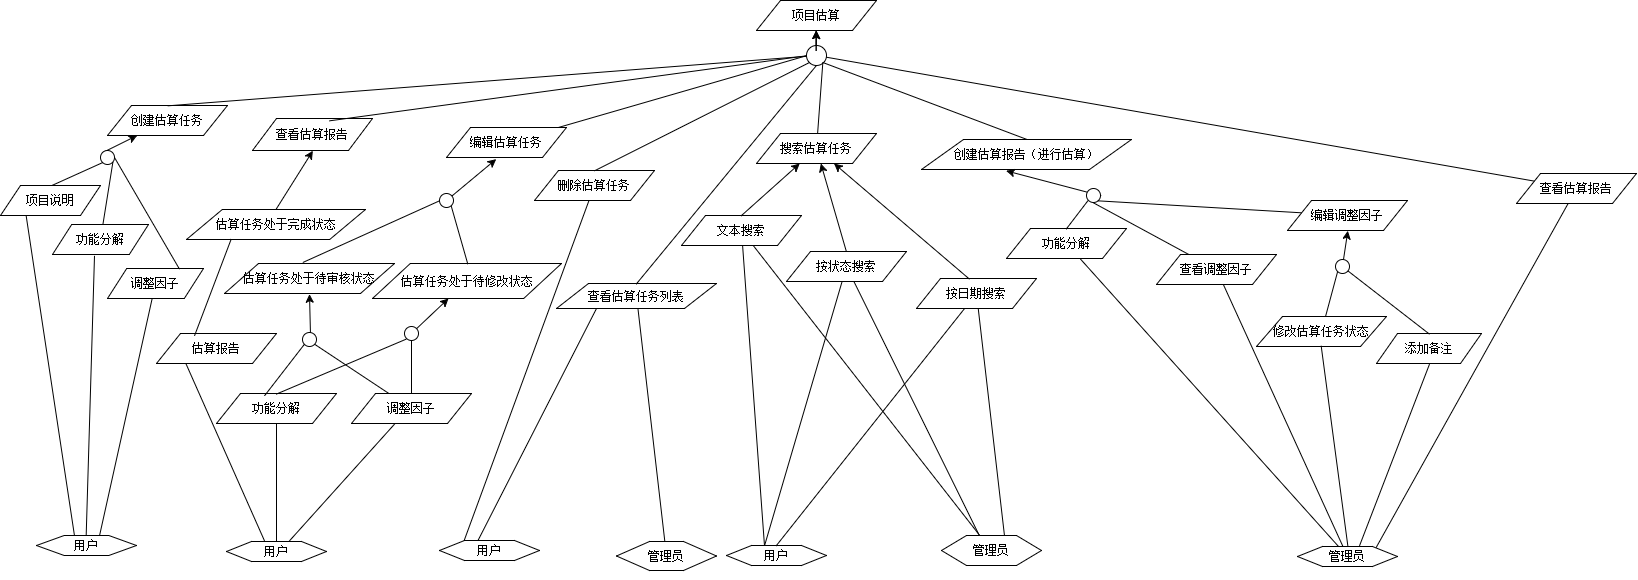 项目估算
创建估算任务
查看估算报告
编辑估算任务
搜索估算任务
创建估算报告（进行估算）
删除估算任务
查看估算报告
项目说明
估算任务处于完成状态
文本搜索
编辑调整因子
功能分解
功能分解
调整因子
估算任务处于待审核状态
估算任务处于待修改状态
查看估算任务列表
按状态搜索
按日期搜索
查看调整因子
估算报告
修改估算任务状态
添加备注
功能分解
调整因子
用户
用户
用户
管理员
用户
管理员
管理员